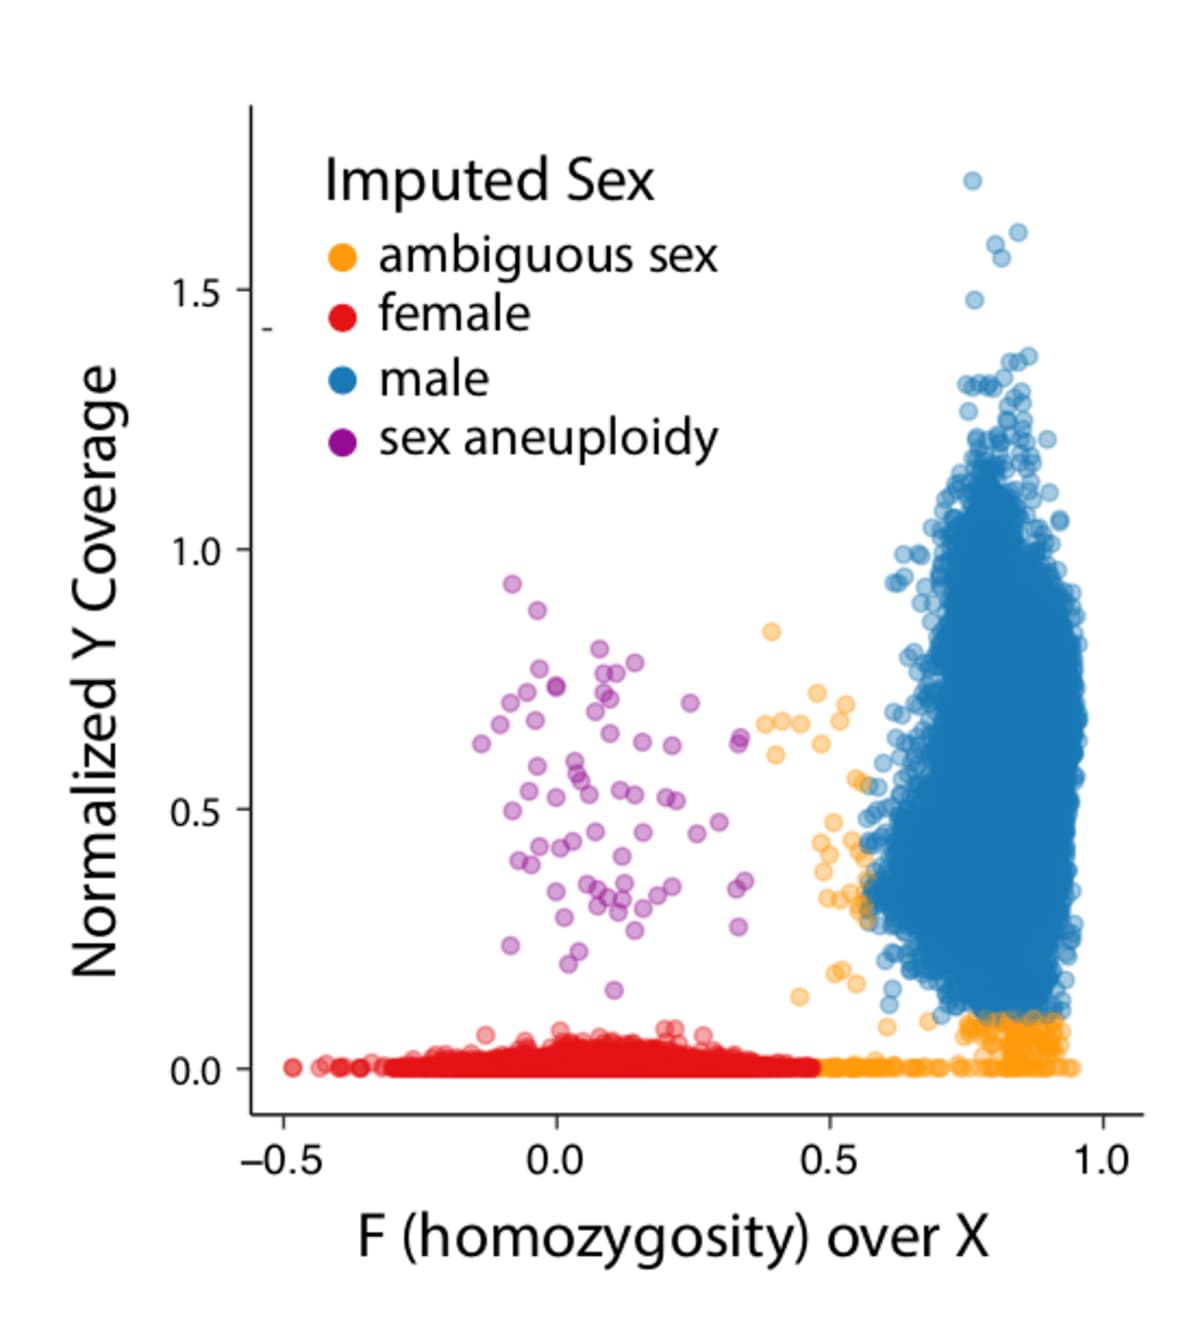 Imputed Sex
ambiguous sex
female
male
sex aneuploidy
Normalized Y Coverage
1.5
-
1.0
0.5
0.0
−0.5
0.0
0.5
1.0
F (homozygosity) over X